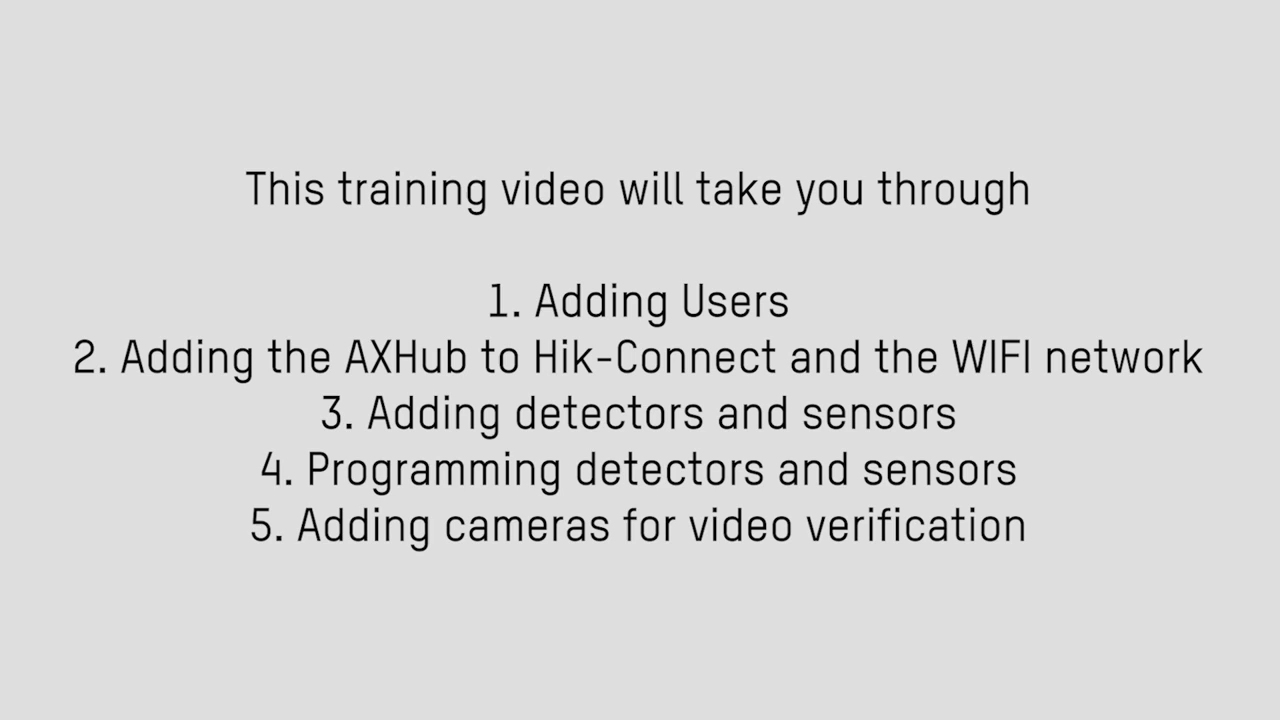 This training video will take you through
1. Adding Users
2. Adding the AXHub to Hik-Connect and the WIFI network
3. Adding detectors and sensors
4. Programming detectors and sensors
5. Adding cameras for video verification